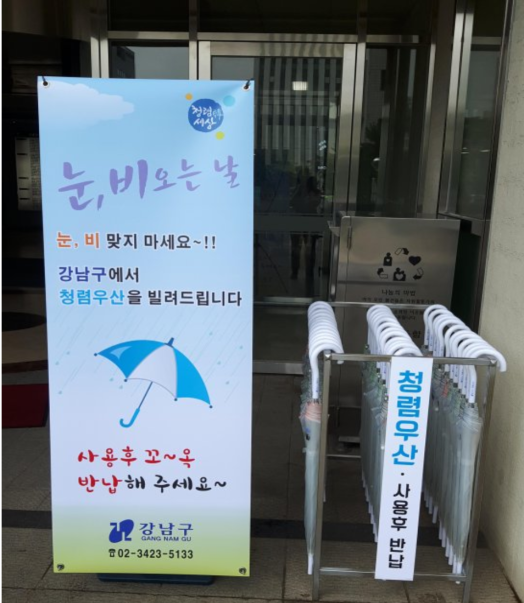 청렴
세상
눈,비오는 날
눈, 비 맞지 마세요~!!
강남구에서
청렴우산을 빌려드립니다
사용후 꼬~옥
반납해 주세요~
강남구
GANG NAM GU
☎02-3423-5133
나눔의
청렴우산 · 사용후 반납